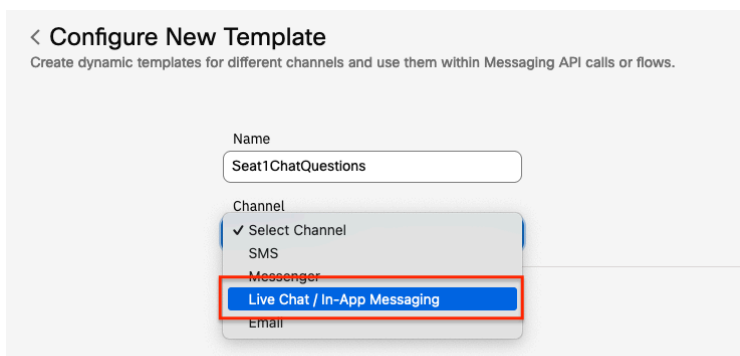 < Configure New Template
Create dynamic templates for different channels and use them within Messaging API calls or flows.
Name
Seat1ChatQuestions
Channel
✓ Select Channel
SMS
Messenger
Live Chat / In-App Messaging
Email